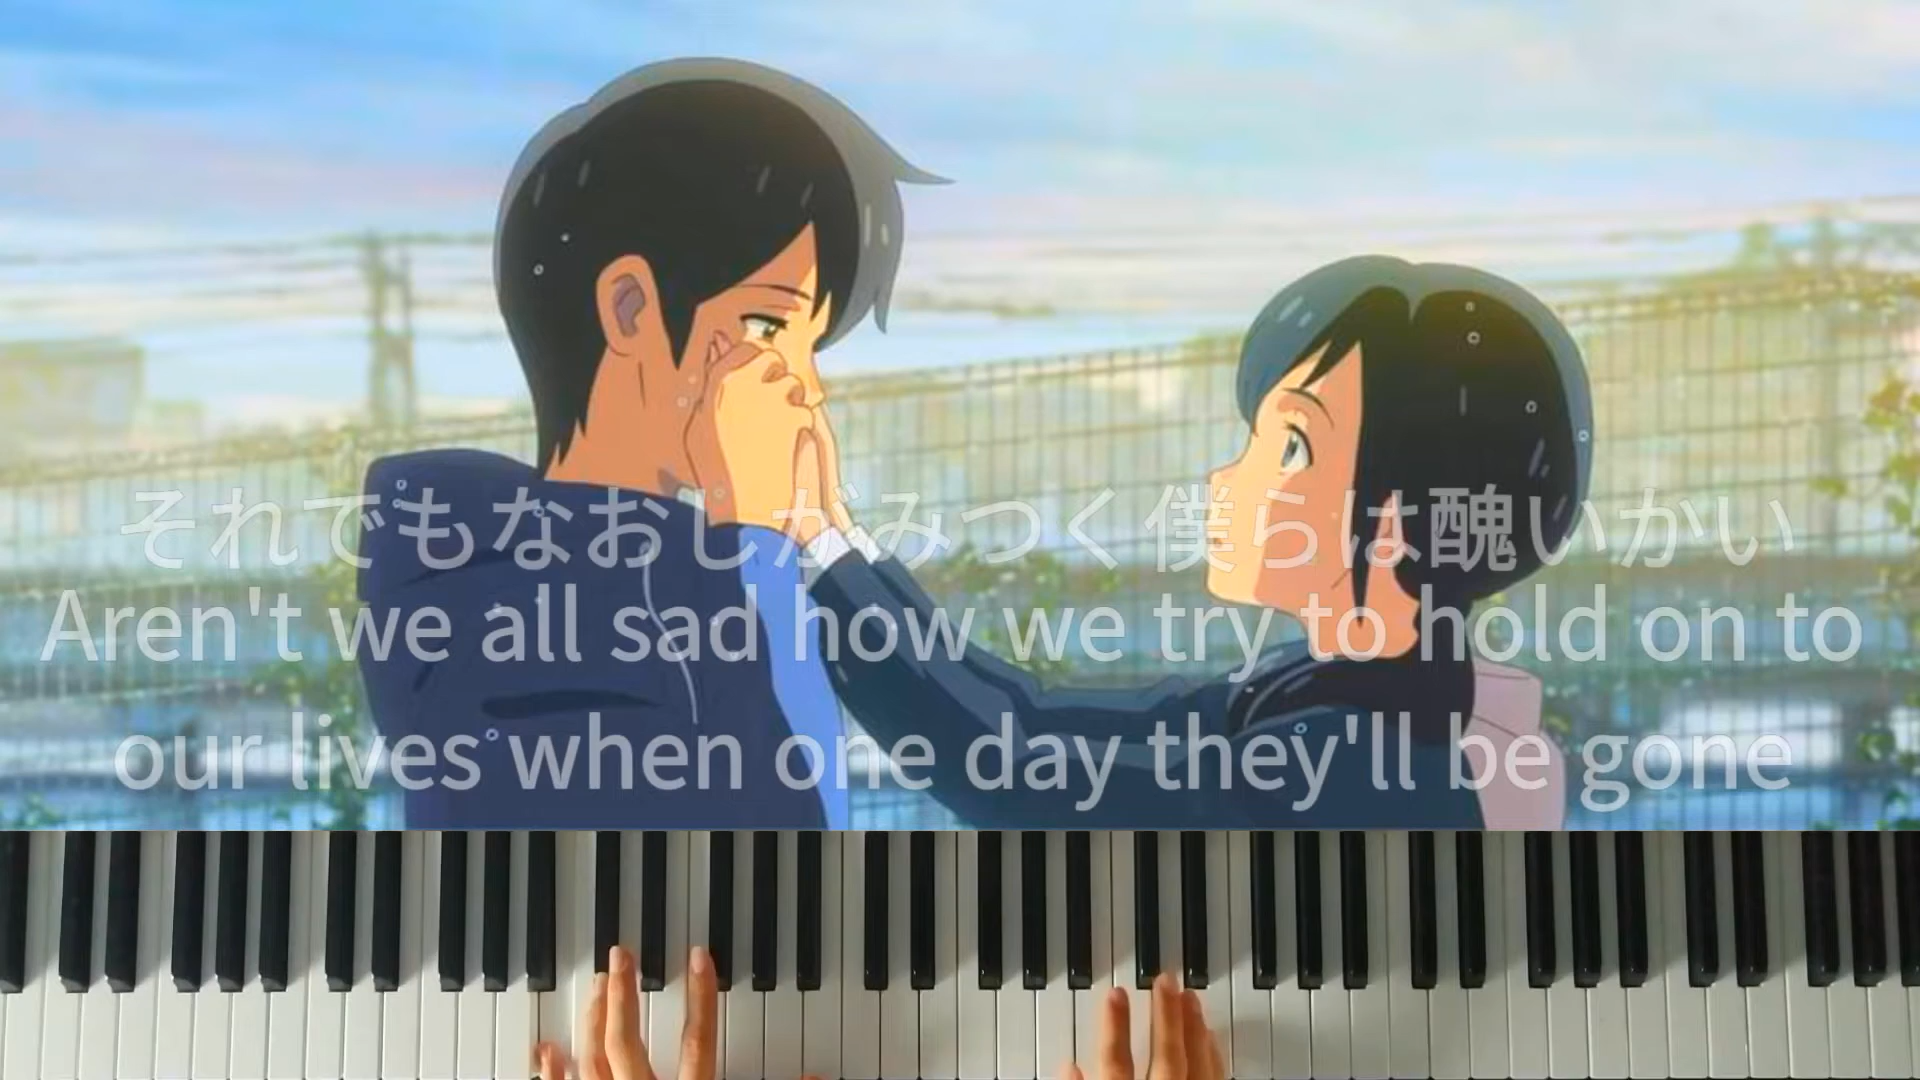 それでもなおしがみつく僕らは醜いかい
Aren't we all sad how we try to hold on to
our lives when one day they'll be gone